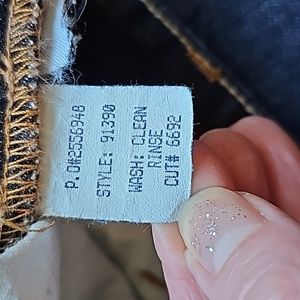 P.O#2556948
STYLE: 91390
WASH: CLEAN
RINSE
CUT# 6692